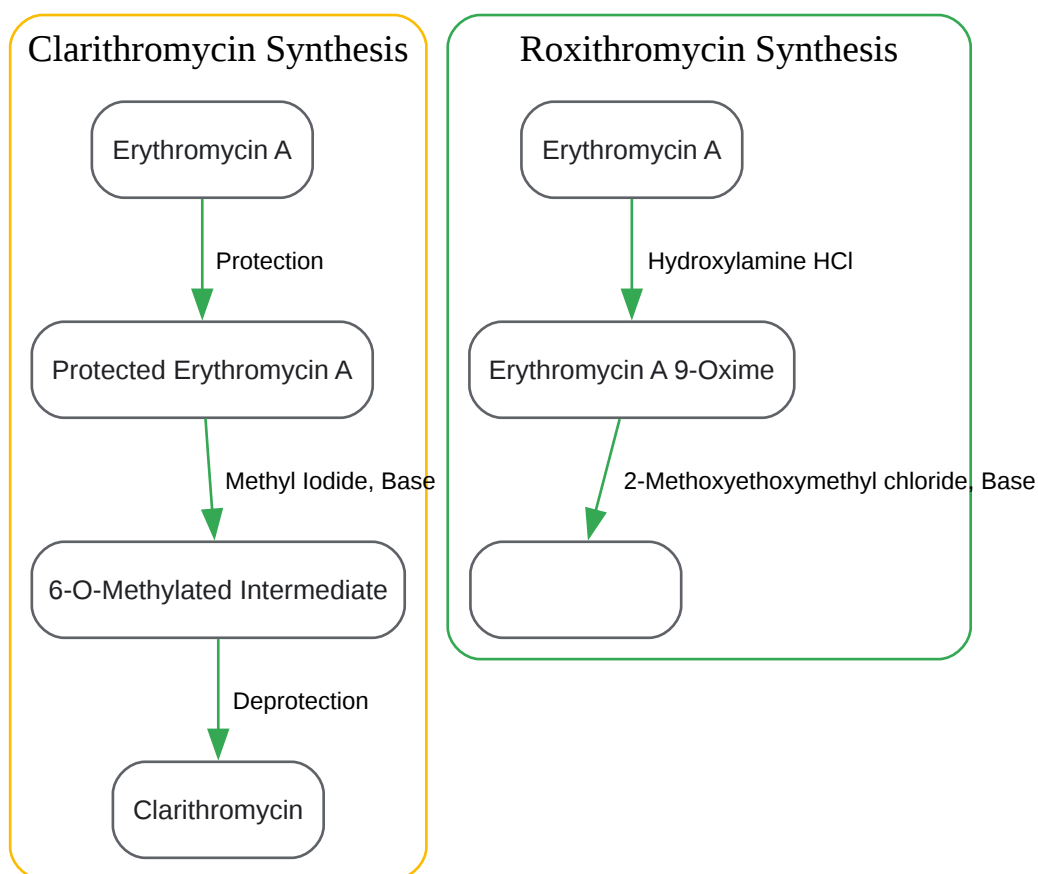 Clarithromycin Synthesis
Erythromycin A
Protection
Protected Erythromycin A
Methyl Iodide, Base
6-O-Methylated Intermediate
Deprotection
Clarithromycin
Roxithromycin Synthesis
Erythromycin A
Hydroxylamine HCl
Erythromycin A 9-Oxime
2-Methoxyethoxymethyl chloride, Base